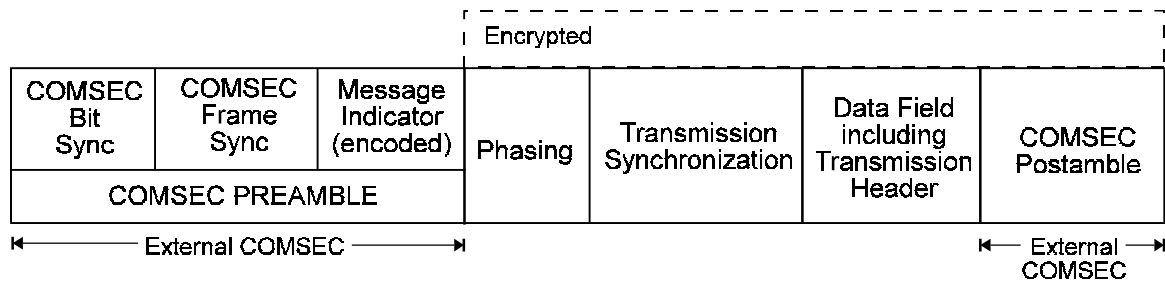 Encrypted
COMSEC
Bit
Sync
COMSEC
Frame
Sync
Message
Indicator
(encoded)
COMSEC PREAMBLE
Phasing
Transmission
Synchronization
Data Field
including
Transmission
Header
COMSEC
Postamble
External COMSEC
External
COMSEC